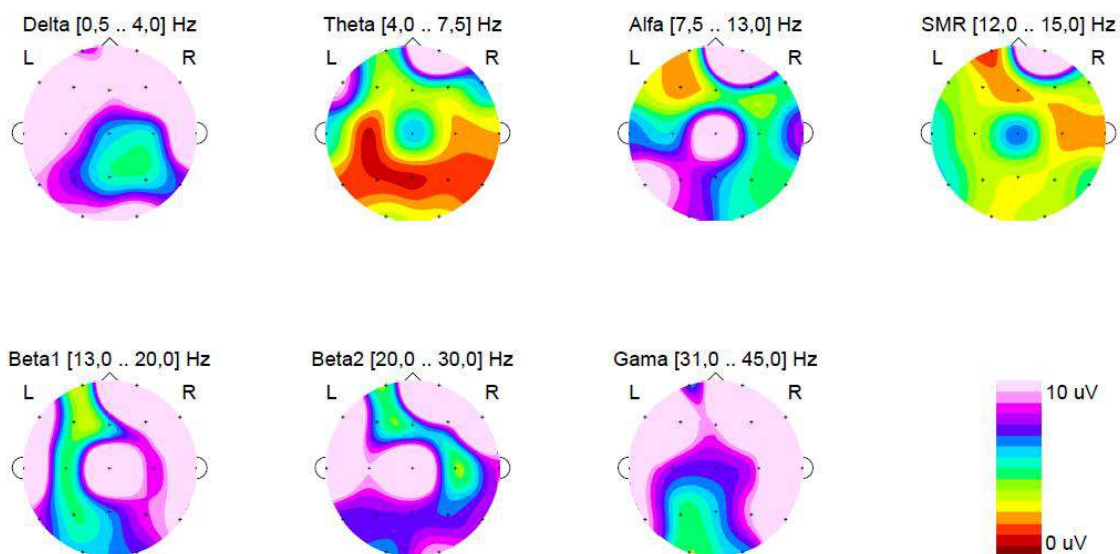 Delta [0,5 .. 4,0] Hz
L R
Theta [4,0 .. 7,5] Hz
L R
Alfa [7,5 .. 13,0] Hz
L R
SMR [12,0 .. 15,0] Hz
L R
Beta1 [13,0 .. 20,0] Hz
L R
Beta2 [20,0 .. 30,0] Hz
L R
Gama [31,0 .. 45,0] Hz
L R
10 uV
0 uV